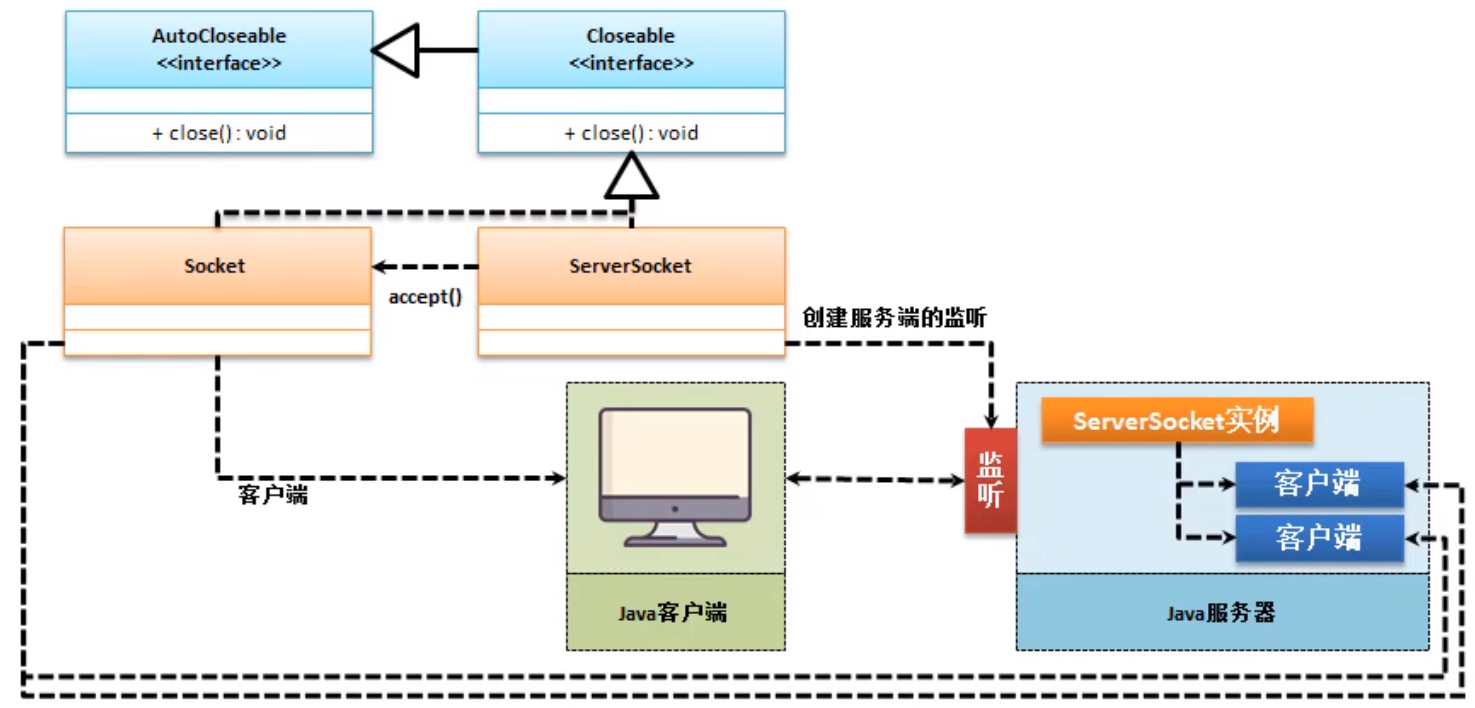 AutoCloseable
<<interface>>
+ close() : void
Closeable
<<interface>>
+ close() : void
Socket
accept()
ServerSocket
创建服务端的监听
客户端
Java客户端
监听
ServerSocket实例
客户端
客户端
Java服务器